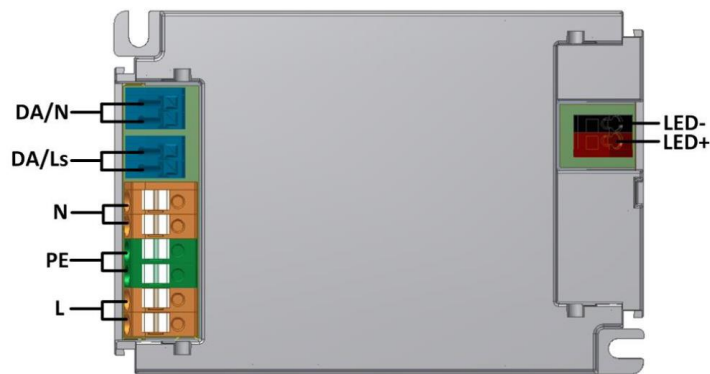 DA/N
DA/Ls
N
PE
L
LED-
LED+